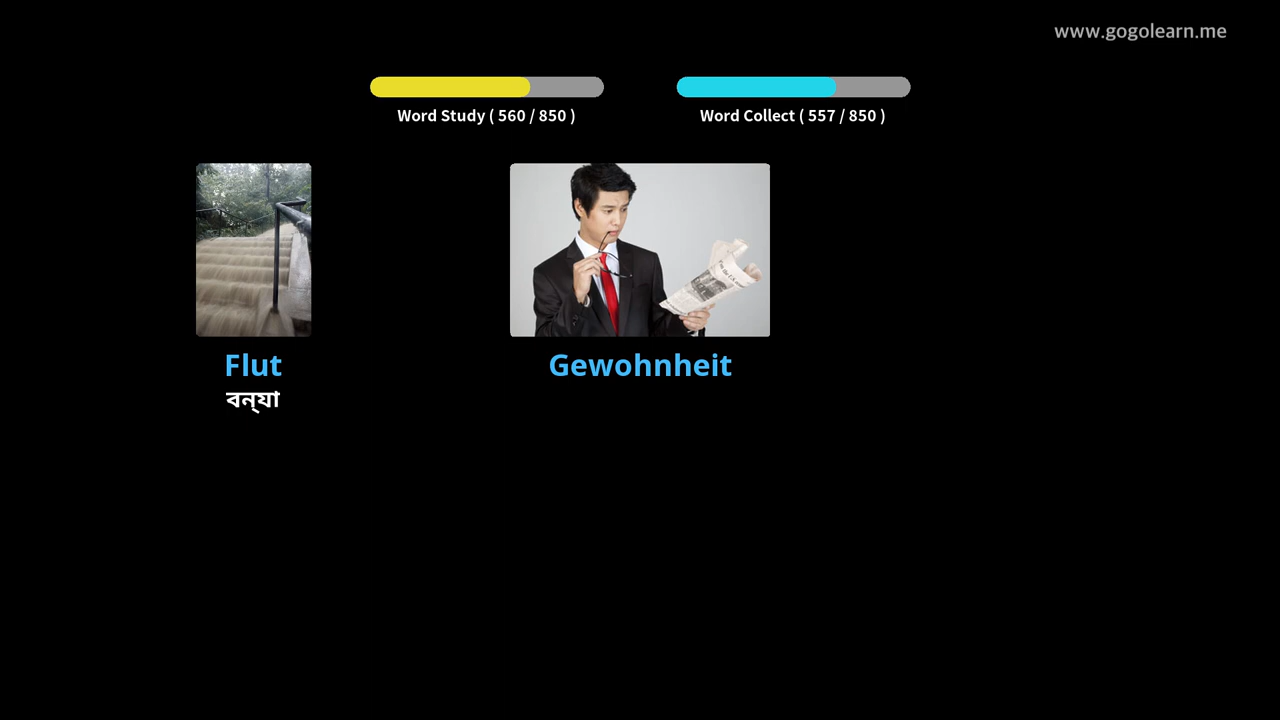 www.gogolearn.me
Word Study ( 560 / 850 )
Word Collect ( 557 / 850 )
Flut
বন্যা
Gewohnheit